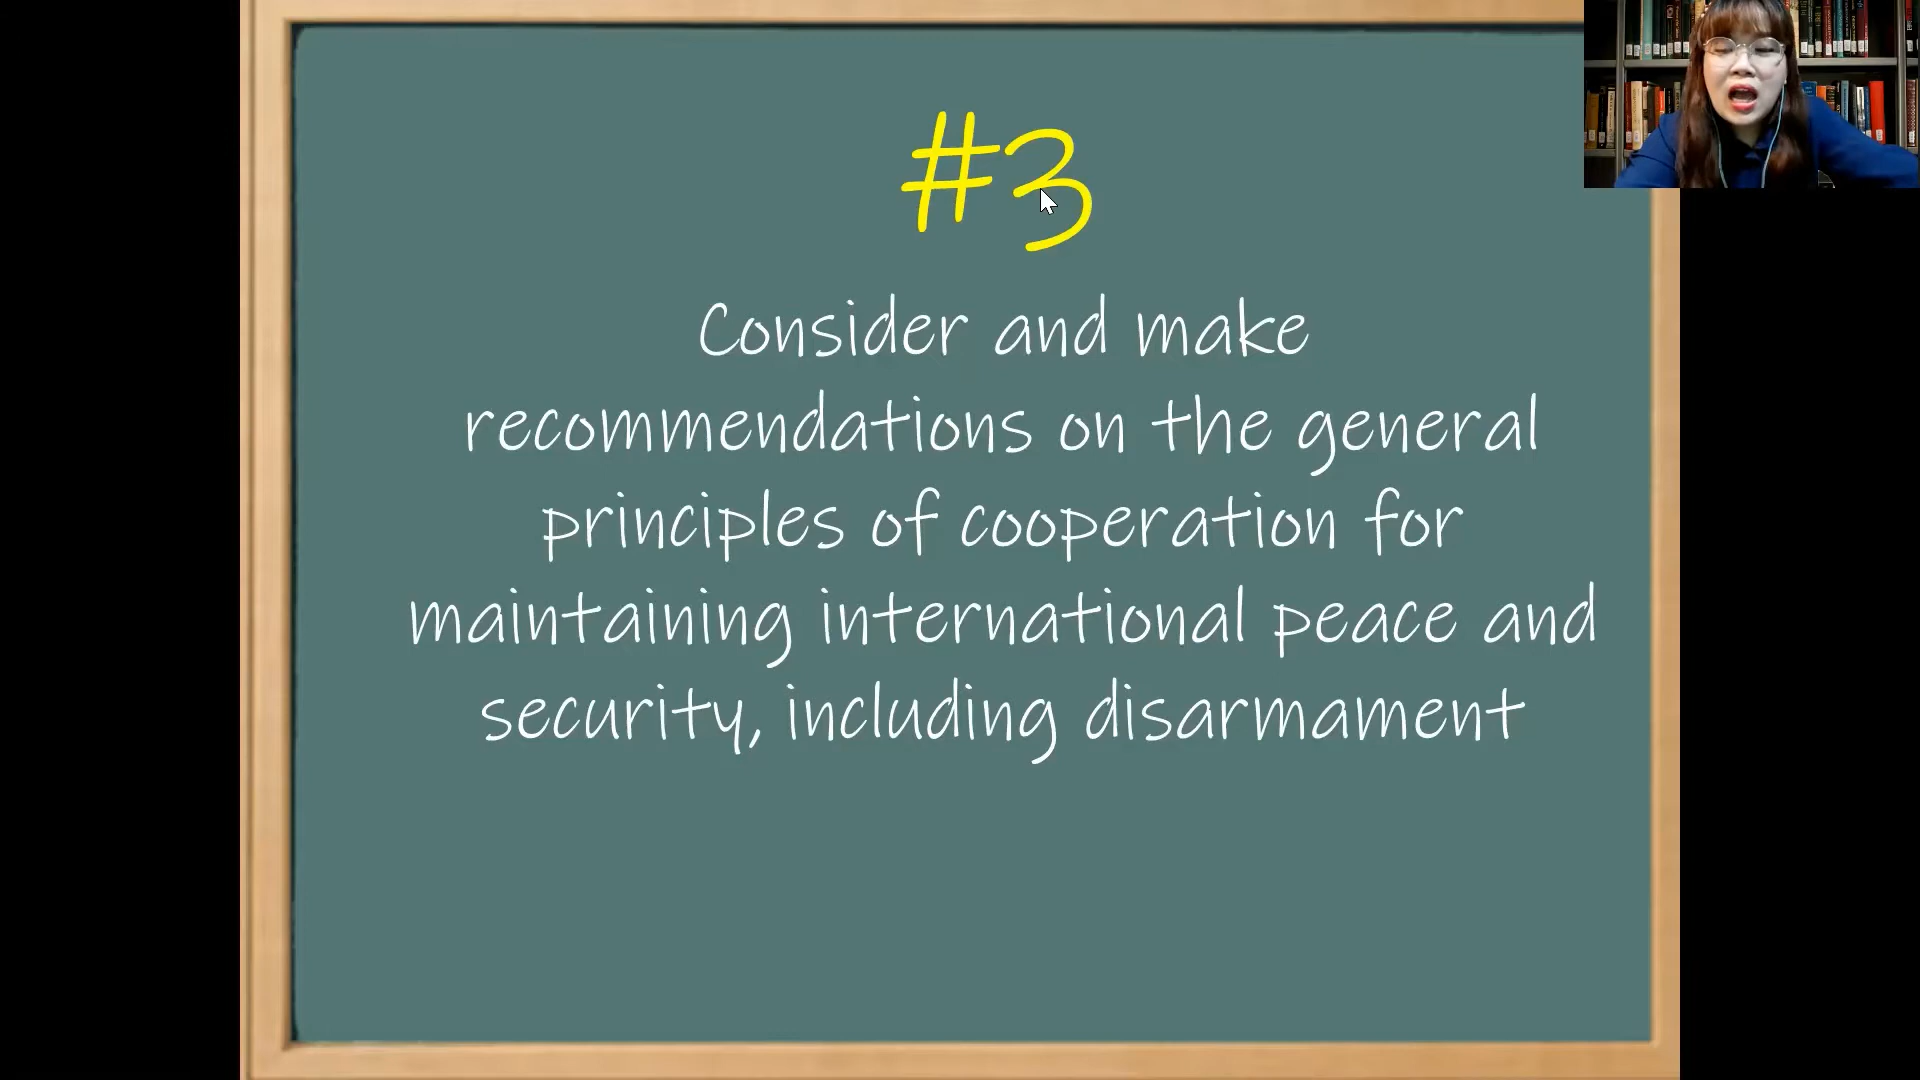 #3
Consider and make
recommendations on the general
principles of cooperation for
maintaining international peace and
security, including disarmament